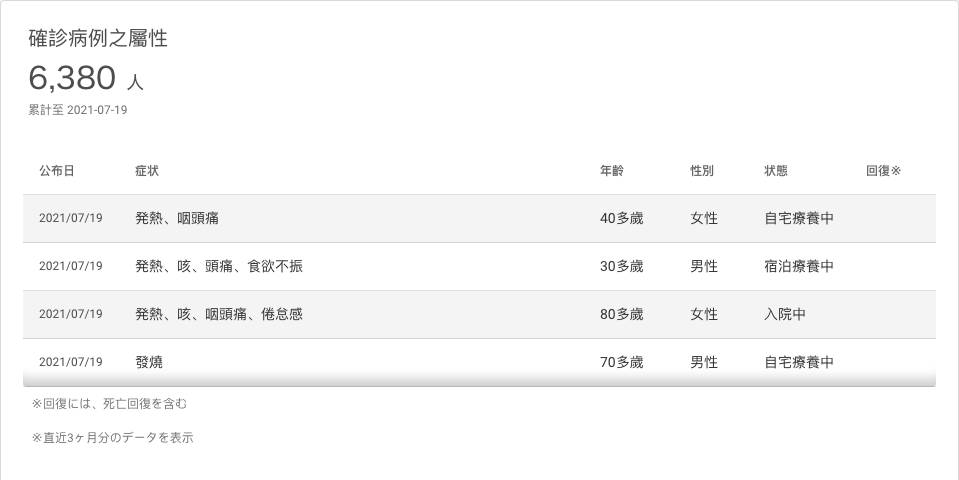 確診病例之屬性
6,380 人
累計至 2021-07-19
公布日 症状 年齢 性別 状態 回復※
2021/07/19 発熱、咽頭痛 40多歲 女性 自宅療養中
2021/07/19 発熱、咳、頭痛、食欲不振 30多歲 男性 宿泊療養中
2021/07/19 発熱、咳、咽頭痛、倦怠感 80多歲 女性 入院中
2021/07/19 發燒 70多歲 男性 自宅療養中
※回復には、死亡回復を含む
※直近3ヶ月分のデータを表示